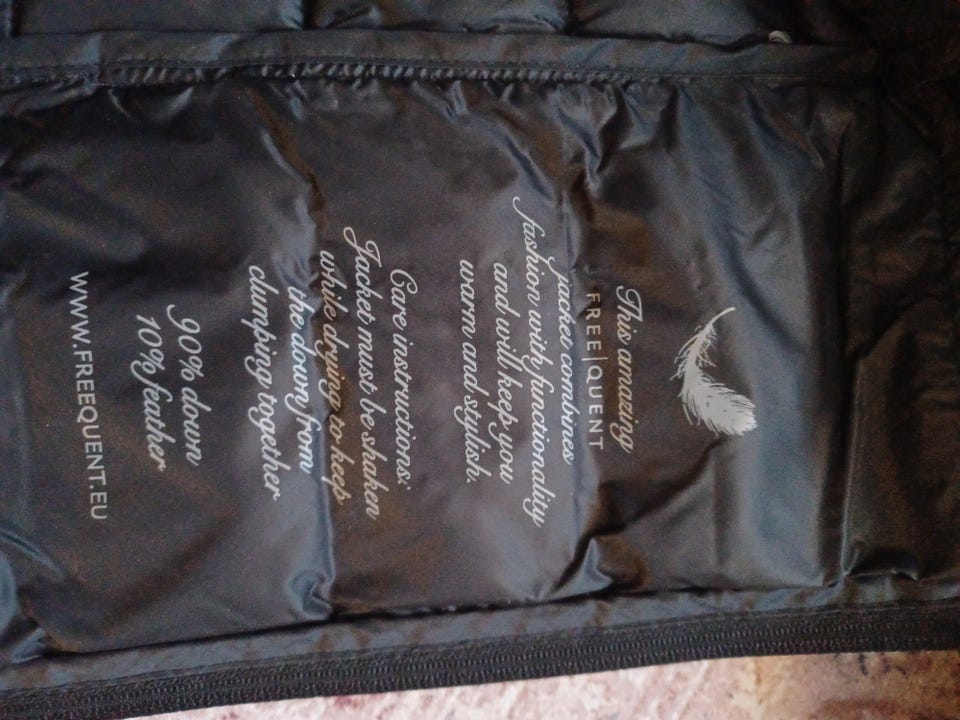 This amazing
FREE|QUENT
jacket combines
fashion with functionality
and will keep you
warm and stylish.
Care instructions:
Jacket must be shaken
while drying to keep
the down from
clumping together
90% down
10% feather
WWW.FREEQUENT.EU